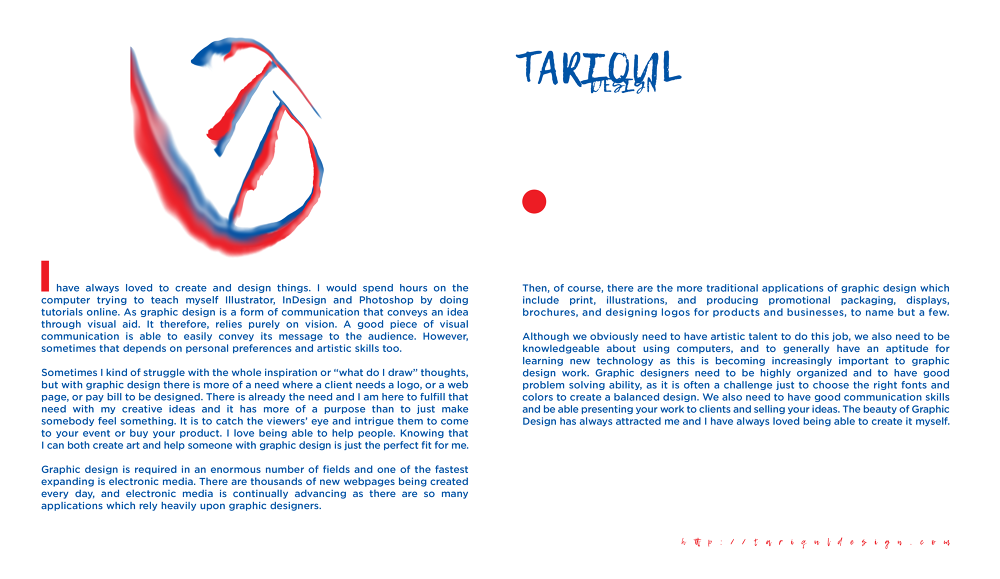 I have always loved to create and design things. I would spend hours on the
computer trying to teach myself Illustrator, InDesign and Photoshop by doing
tutorials online. As graphic design is a form of communication that conveys an idea
through visual aid. It therefore, relies purely on vision. A good piece of visual
communication is able to easily convey its message to the audience. However,
sometimes that depends on personal preferences and artistic skills too.
Sometimes I kind of struggle with the whole inspiration or “what do I draw” thoughts,
but with graphic design there is more of a need where a client needs a logo, or a web
page, or pay bill to be designed. There is already the need and I am here to fulfill that
need with my creative ideas and it has more of a purpose than to just make
somebody feel something. It is to catch the viewers’ eye and intrigue them to come
to your event or buy your product. I love being able to help people. Knowing that
I can both create art and help someone with graphic design is just the perfect fit for me.
Graphic design is required in an enormous number of fields and one of the fastest
expanding is electronic media. There are thousands of new webpages being created
every day, and electronic media is continually advancing as there are so many
applications which rely heavily upon graphic designers.
TARIQUL
DESIGN
Then, of course, there are the more traditional applications of graphic design which
include print, illustrations, and producing promotional packaging, displays,
brochures, and designing logos for products and businesses, to name but a few.
Although we obviously need to have artistic talent to do this job, we also need to be
knowledgeable about using computers, and to generally have an aptitude for
learning new technology as this is becoming increasingly important to graphic
design work. Graphic designers need to be highly organized and to have good
problem solving ability, as it is often a challenge just to choose the right fonts and
colors to create a balanced design. We also need to have good communication skills
and be able presenting your work to clients and selling your ideas. The beauty of Graphic
Design has always attracted me and I have always loved being able to create it myself.
http://tariquldesign.com